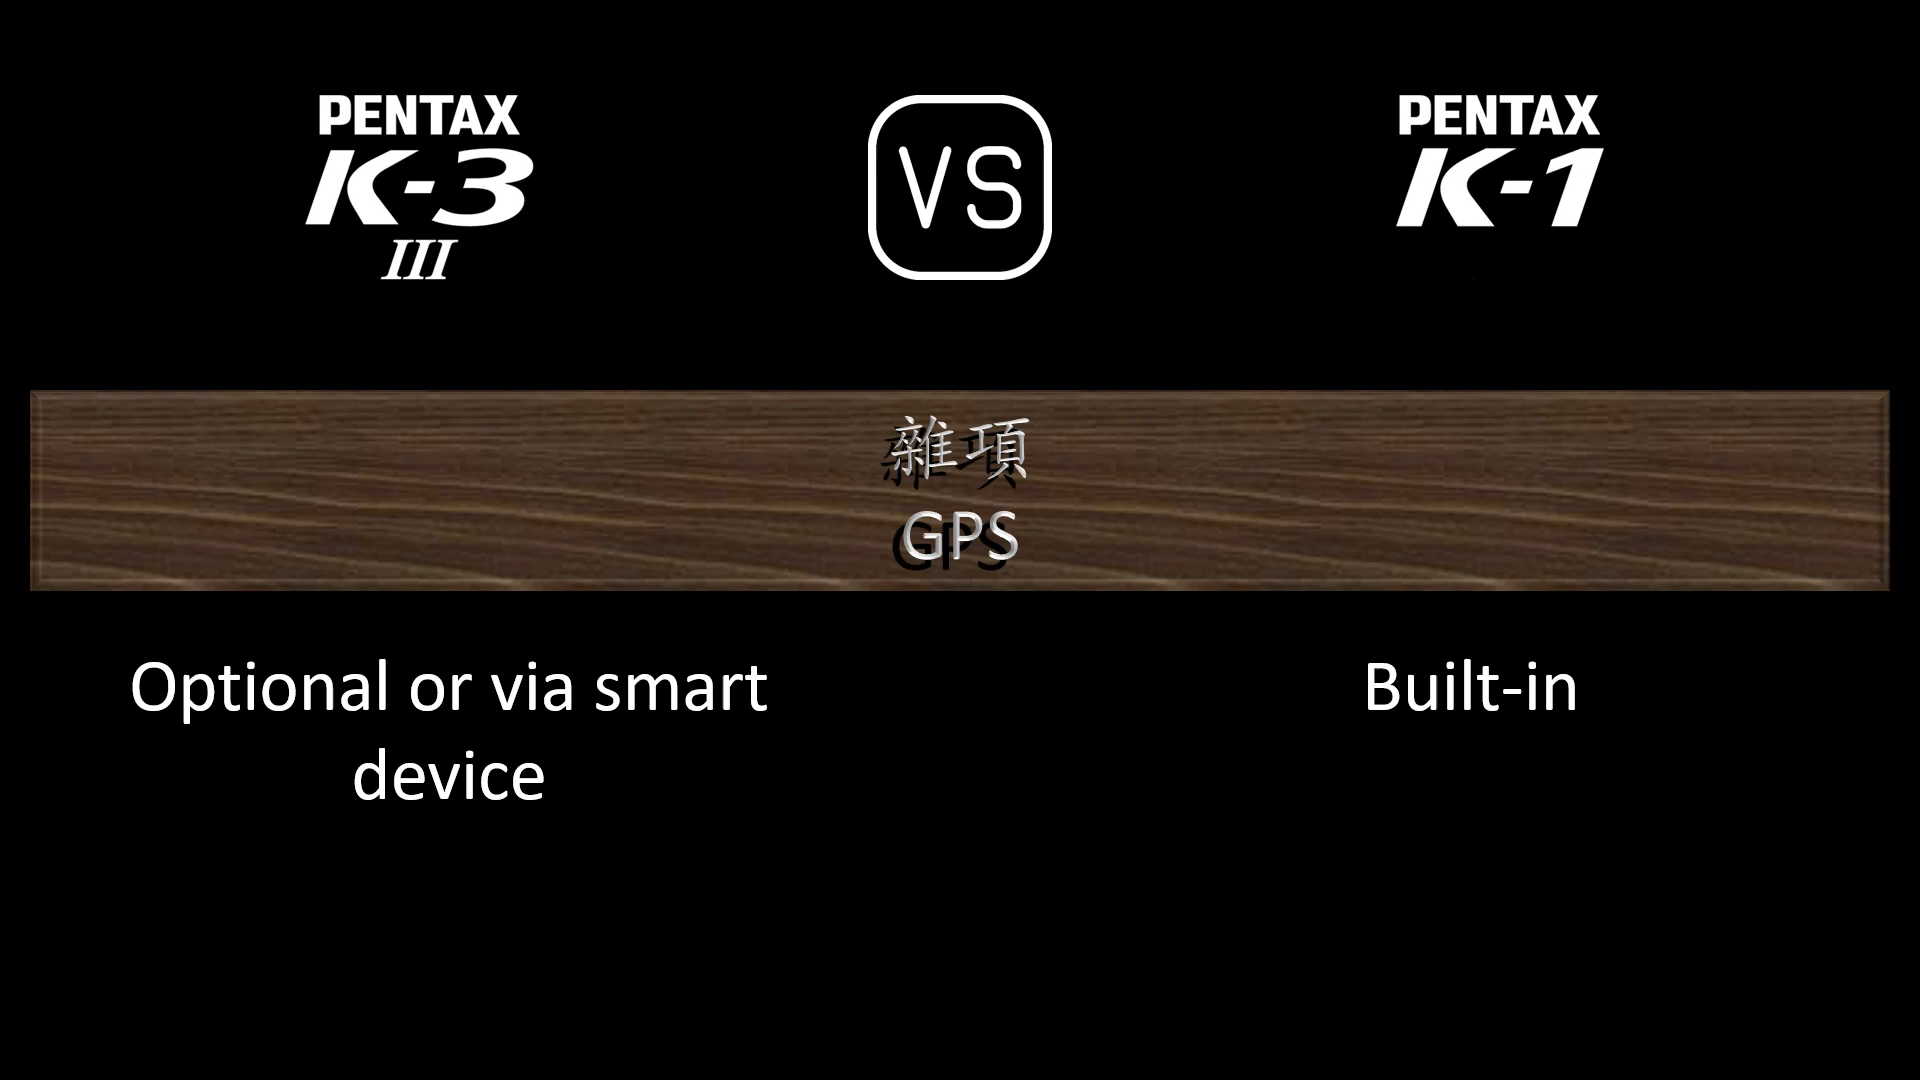 PENTAX
K-3
III
VS
PENTAX
K-1
雜項
GPS
Optional or via smart
device
Built-in